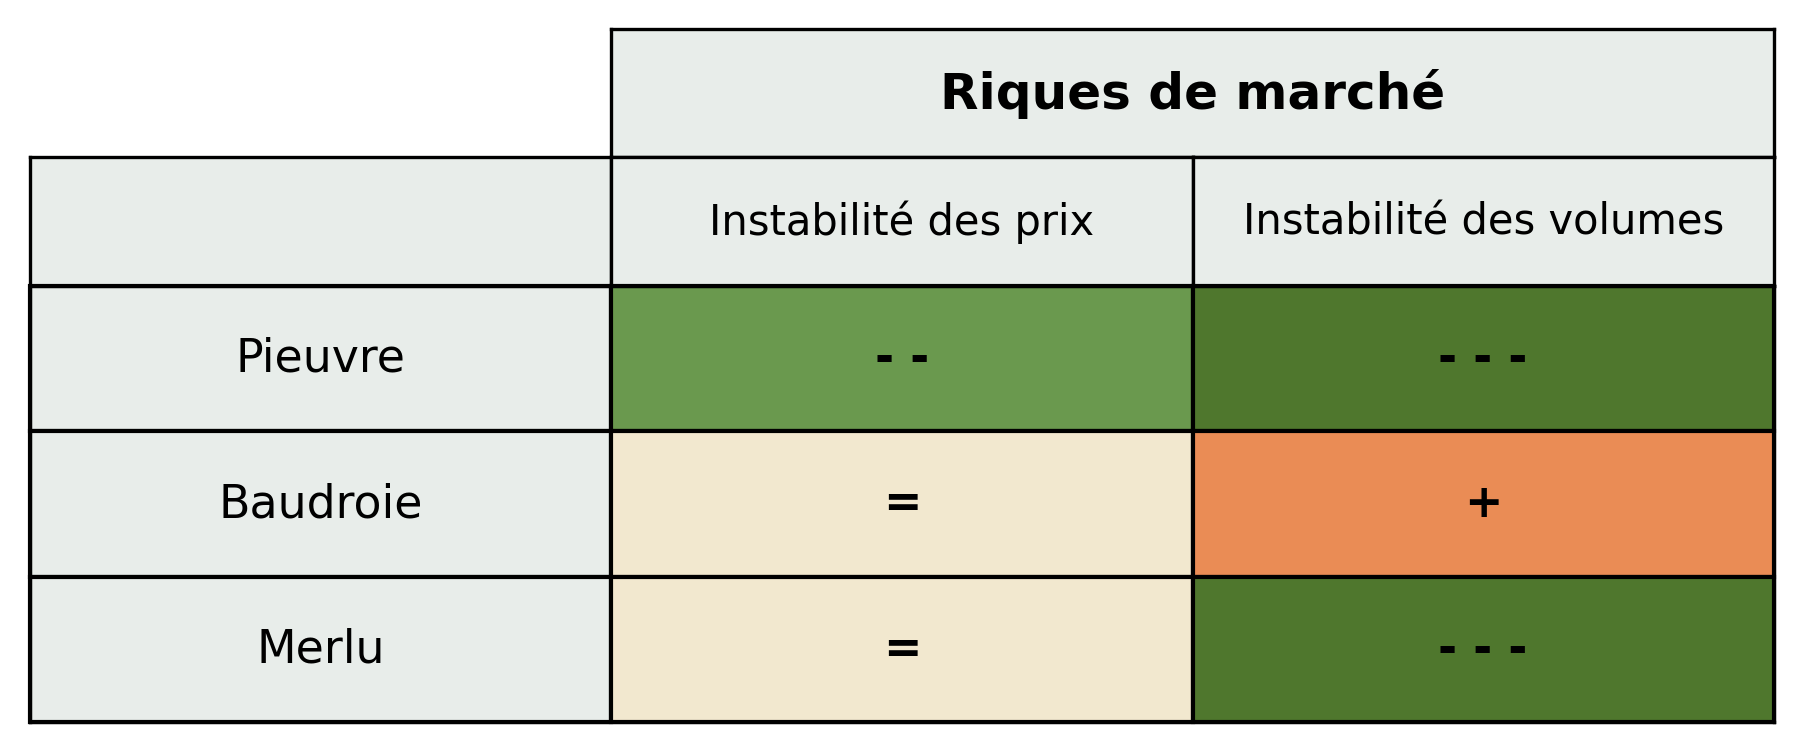 Riques de marché
Instabilité des prix Instabilité des volumes
Pieuvre - - - - -
Baudroie = +
Merlu = - - -